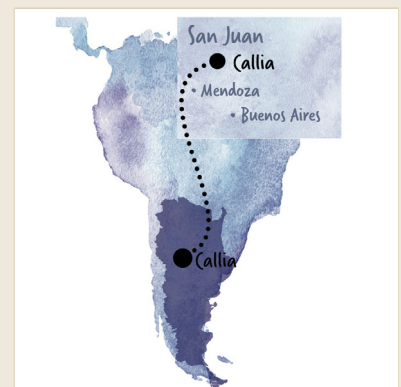 San Juan
Callia
Mendoza
Buenos Aires
Callia